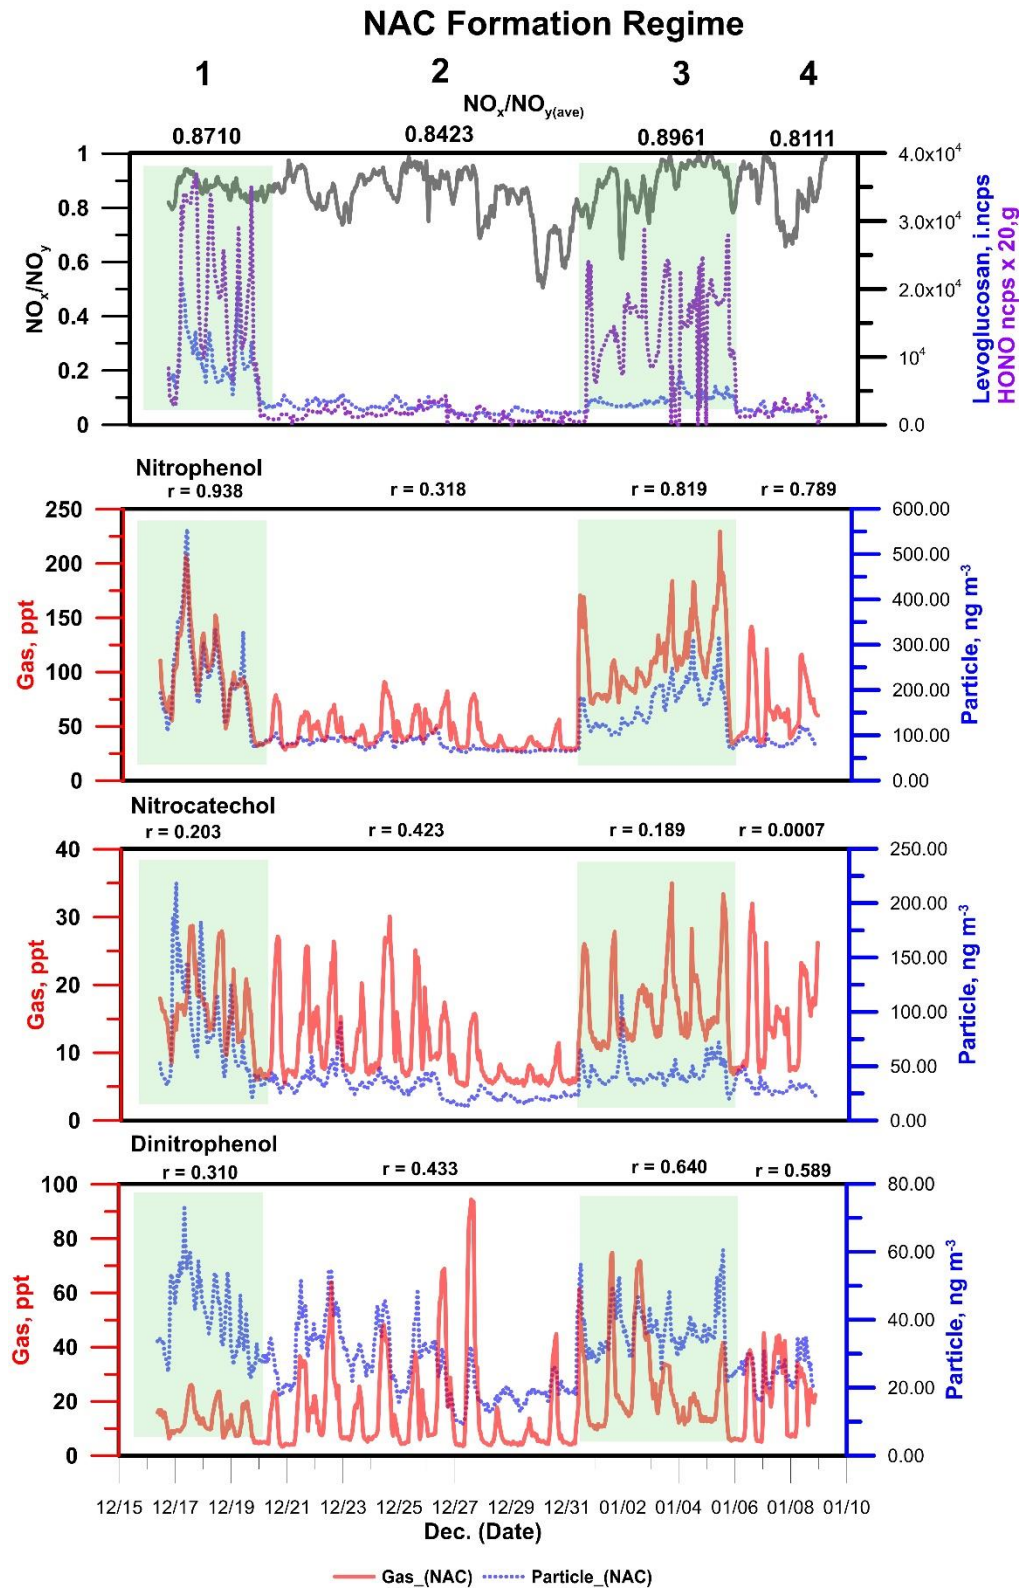 NAC Formation Regime
1 2 3 4
NOx/NOy(ave)
0.8710 0.8423 0.8961 0.8111
1 4.0x10⁴
0.8 3.0x10⁴
0.6 2.0x10⁴
0.4 10⁴
0.2 0.0
0
NOx/NOy
Levoglucosan, i.ncps
HONO ncps x 20,g
Nitrophenol
r = 0.938 r = 0.318 r = 0.819 r = 0.789
250 600.00
200 500.00
150 400.00
100 300.00
50 200.00
0 100.00
0.00
Gas, ppt
Particle, ng m⁻³
Nitrocatechol
r = 0.203 r = 0.423 r = 0.189 r = 0.0007
40 250.00
30 200.00
20 150.00
10 100.00
0 50.00
0.00
Gas, ppt
Particle, ng m⁻³
Dinitrophenol
r = 0.310 r = 0.433 r = 0.640 r = 0.589
100 80.00
80 60.00
60 40.00
40 20.00
20 0.00
0
Gas, ppt
Particle, ng m⁻³
12/15 12/17 12/19 12/21 12/23 12/25 12/27 12/29 12/31 01/02 01/04 01/06 01/08 01/10
Dec. (Date)
Gas_(NAC) Particle_(NAC)